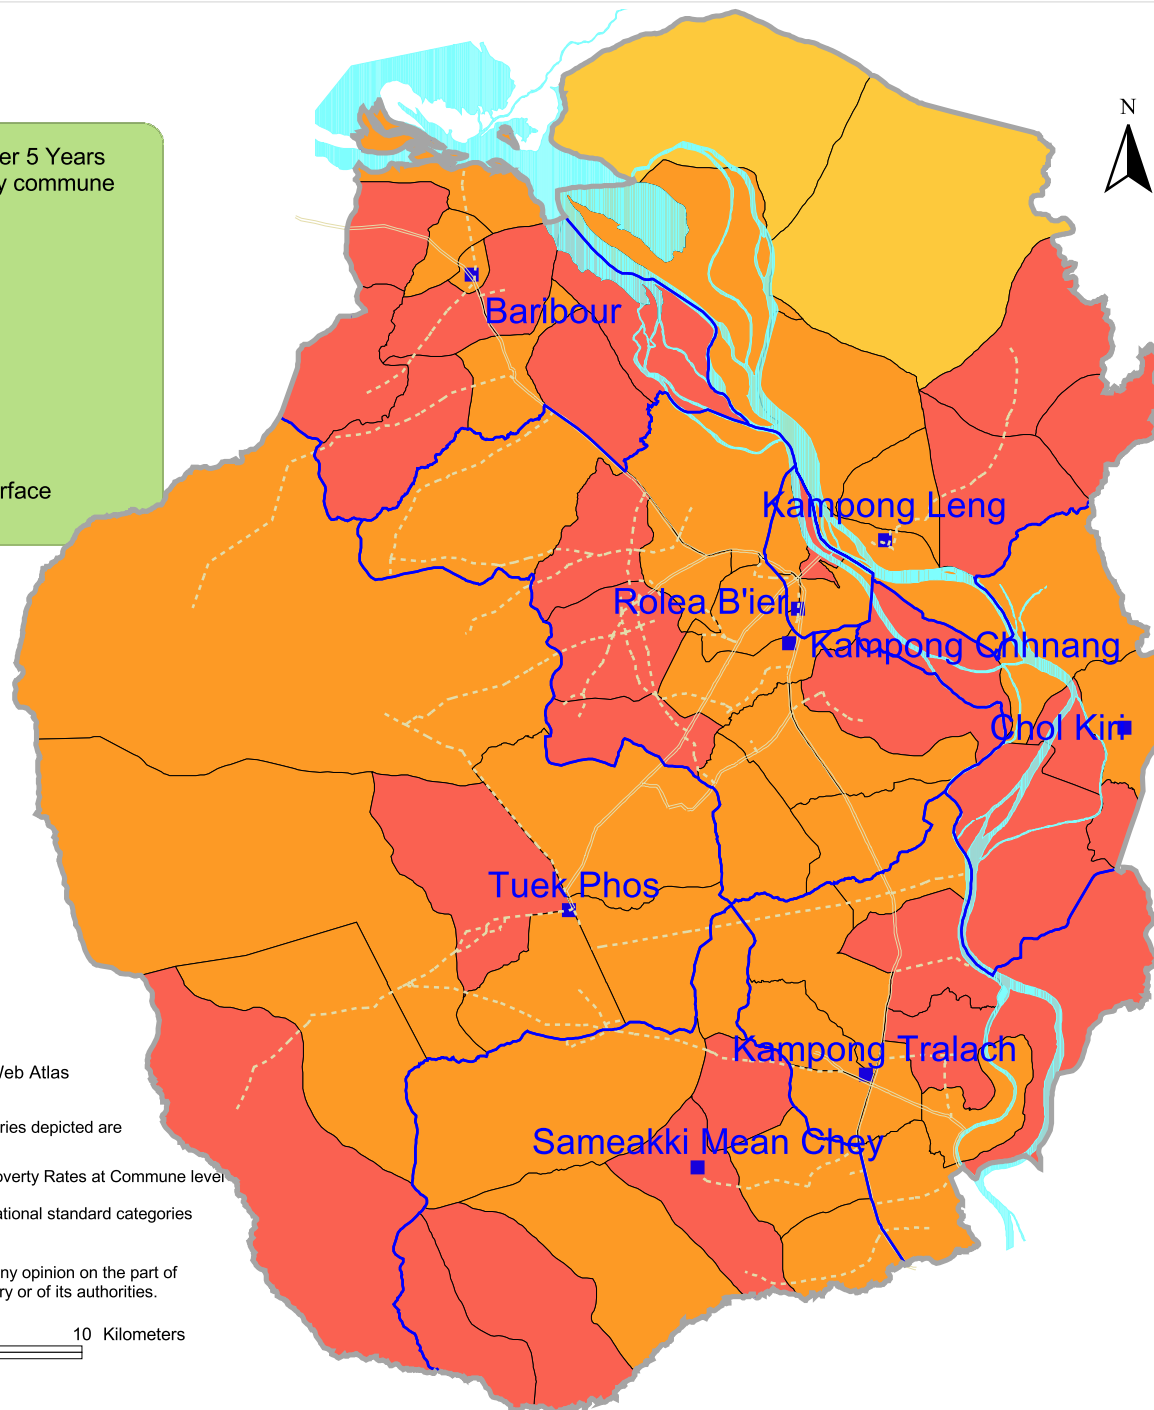 N
er 5 Years
y commune
rface
Baribour
Kampong Leng
Rolea B'ier
Kampong Chhnang
Chol Kiri
Tuek Phos
Kampong Tralach
Sameakki Mean Chey
Web Atlas
ries depicted are
overty Rates at Commune level
ational standard categories
ny opinion on the part of
ry or of its authorities.
10 Kilometers